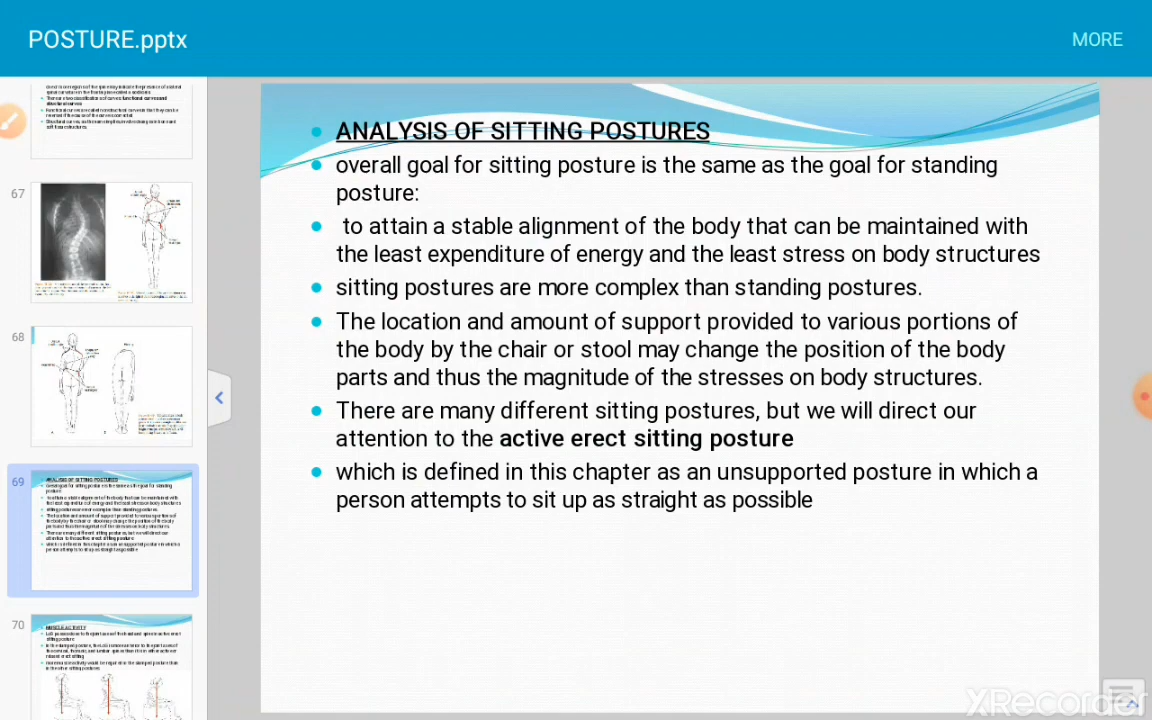 POSTURE.pptx
MORE
67
68
69
70
ANALYSIS OF SITTING POSTURES
overall goal for sitting posture is the same as the goal for standing
posture:
to attain a stable alignment of the body that can be maintained with
the least expenditure of energy and the least stress on body structures
sitting postures are more complex than standing postures.
The location and amount of support provided to various portions of
the body by the chair or stool may change the position of the body
parts and thus the magnitude of the stresses on body structures.
There are many different sitting postures, but we will direct our
attention to the active erect sitting posture
which is defined in this chapter as an unsupported posture in which a
person attempts to sit up as straight as possible
XRecorder